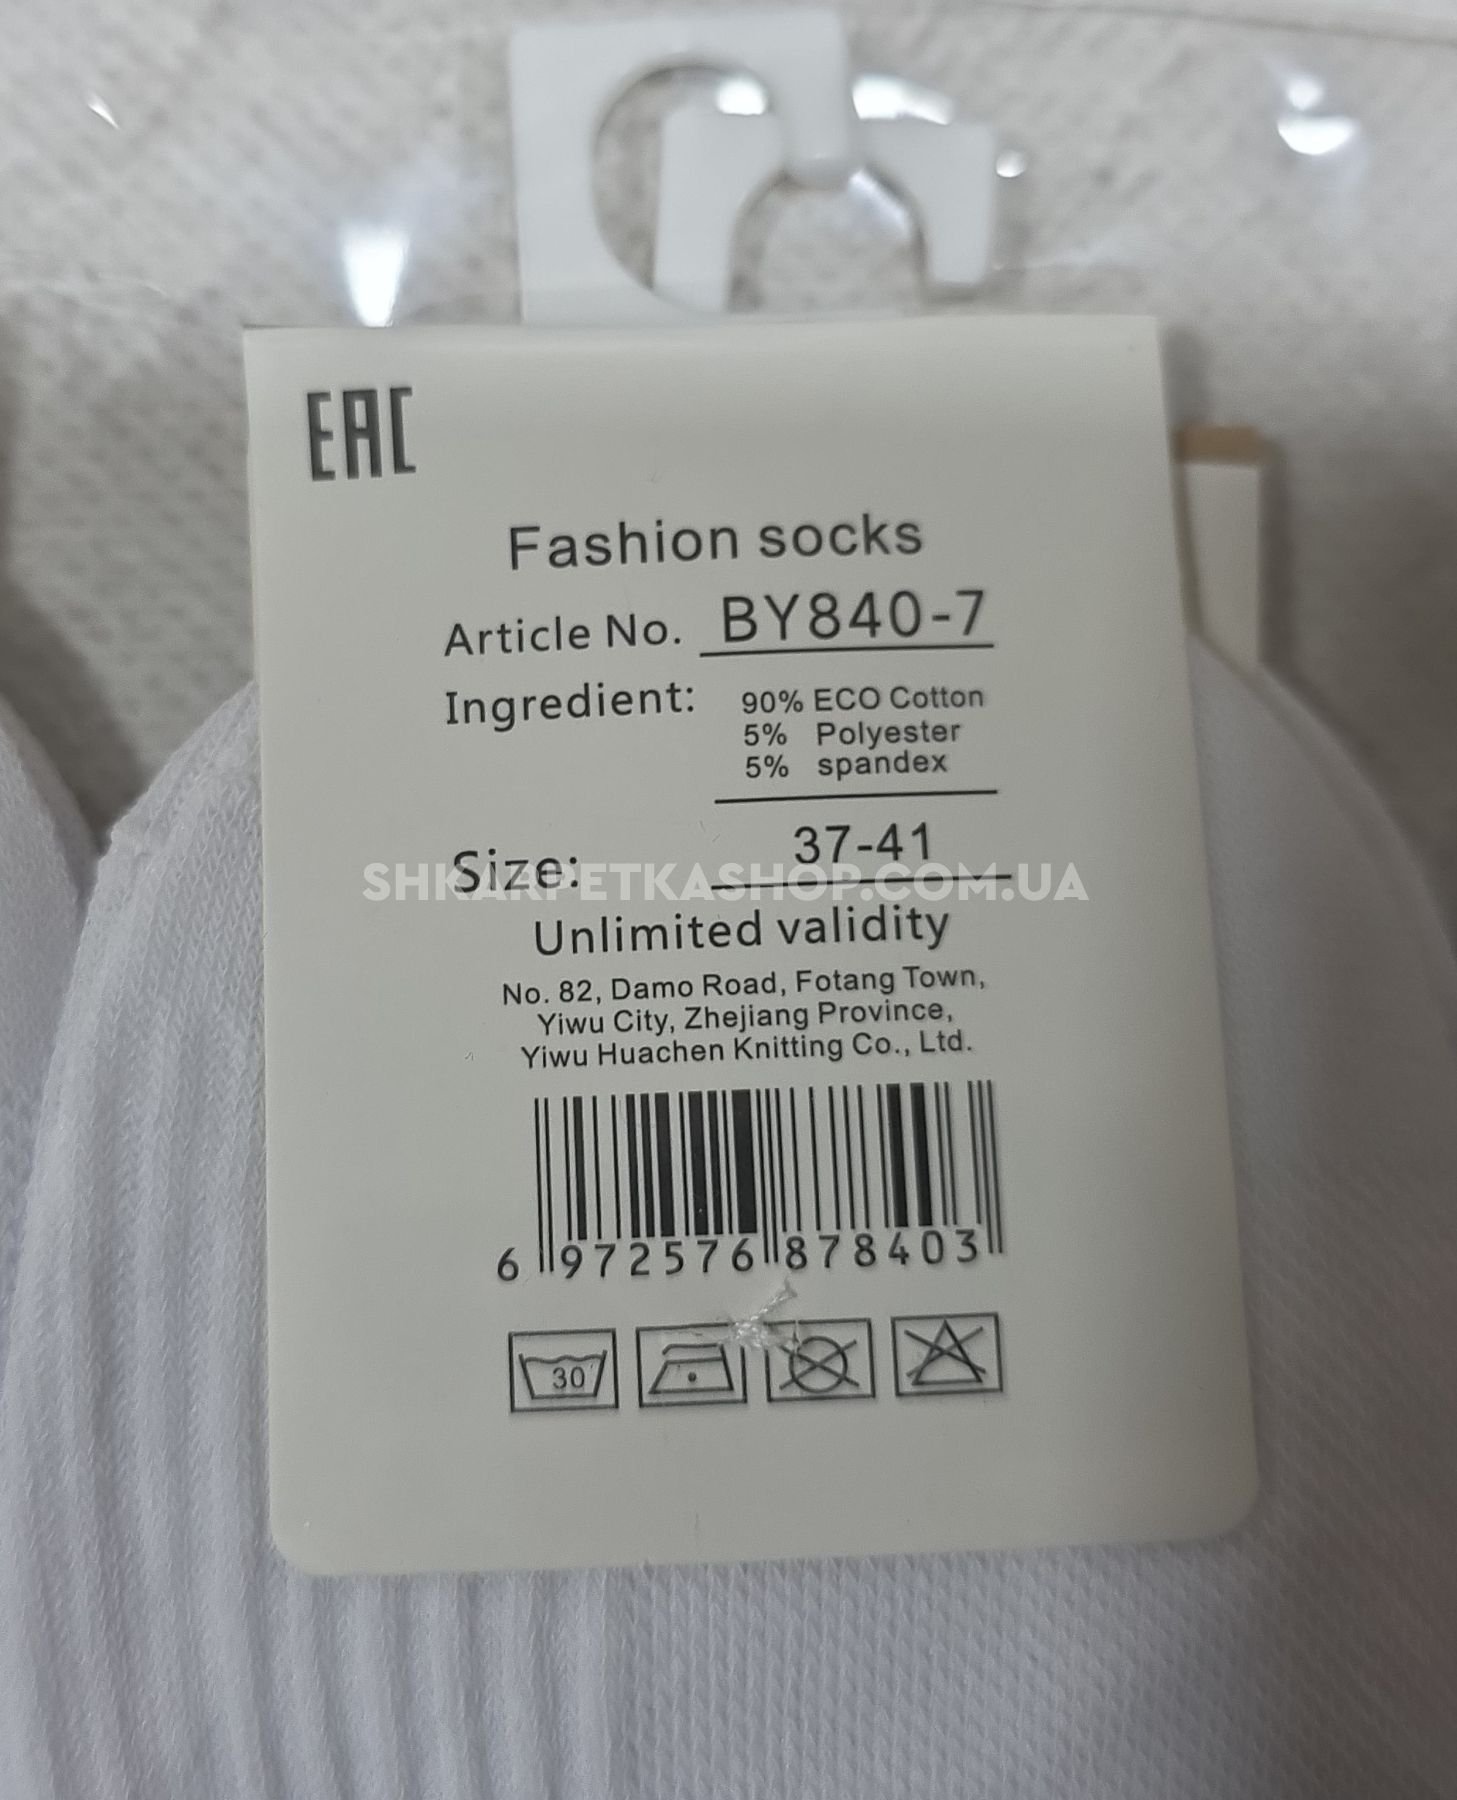 EAC
Fashion socks
Article No. BY840-7
Ingredient: 90% ECO Cotton
5% Polyester
5% spandex
Size: 37-41
SHKARPETKASHOP.COM.UA
Unlimited validity
No. 82, Damo Road, Fotang Town,
Yiwu City, Zhejiang Province,
Yiwu Huachen Knitting Co., Ltd.
6 972576 878403
30